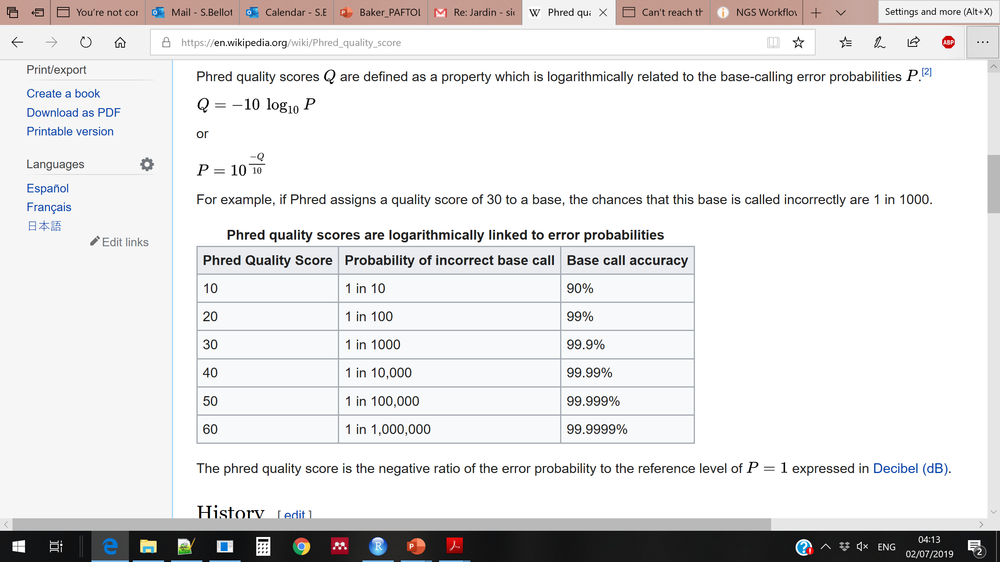 You're not cor
Mail - S.Bellot
Calendar - S.B
Baker_PAFTOL
Re: Jardin - sic
W Phred qua
Can't reach th
NGS Workflow
Settings and more (Alt+X)
https://en.wikipedia.org/wiki/Phred_quality_score
ABP
Print/export
Create a book
Download as PDF
Printable version
Languages
Español
Français
日本語
Edit links
Phred quality scores Q are defined as a property which is logarithmically related to the base-calling error probabilities P.[2]
Q = −10 log₁₀ P
or
P = 10^(−Q/10)
For example, if Phred assigns a quality score of 30 to a base, the chances that this base is called incorrectly are 1 in 1000.
Phred quality scores are logarithmically linked to error probabilities
Phred Quality Score Probability of incorrect base call Base call accuracy
10 1 in 10 90%
20 1 in 100 99%
30 1 in 1000 99.9%
40 1 in 10,000 99.99%
50 1 in 100,000 99.999%
60 1 in 1,000,000 99.9999%
The phred quality score is the negative ratio of the error probability to the reference level of P = 1 expressed in Decibel (dB).
History [ edit ]
ENG
04:13
02/07/2019
2